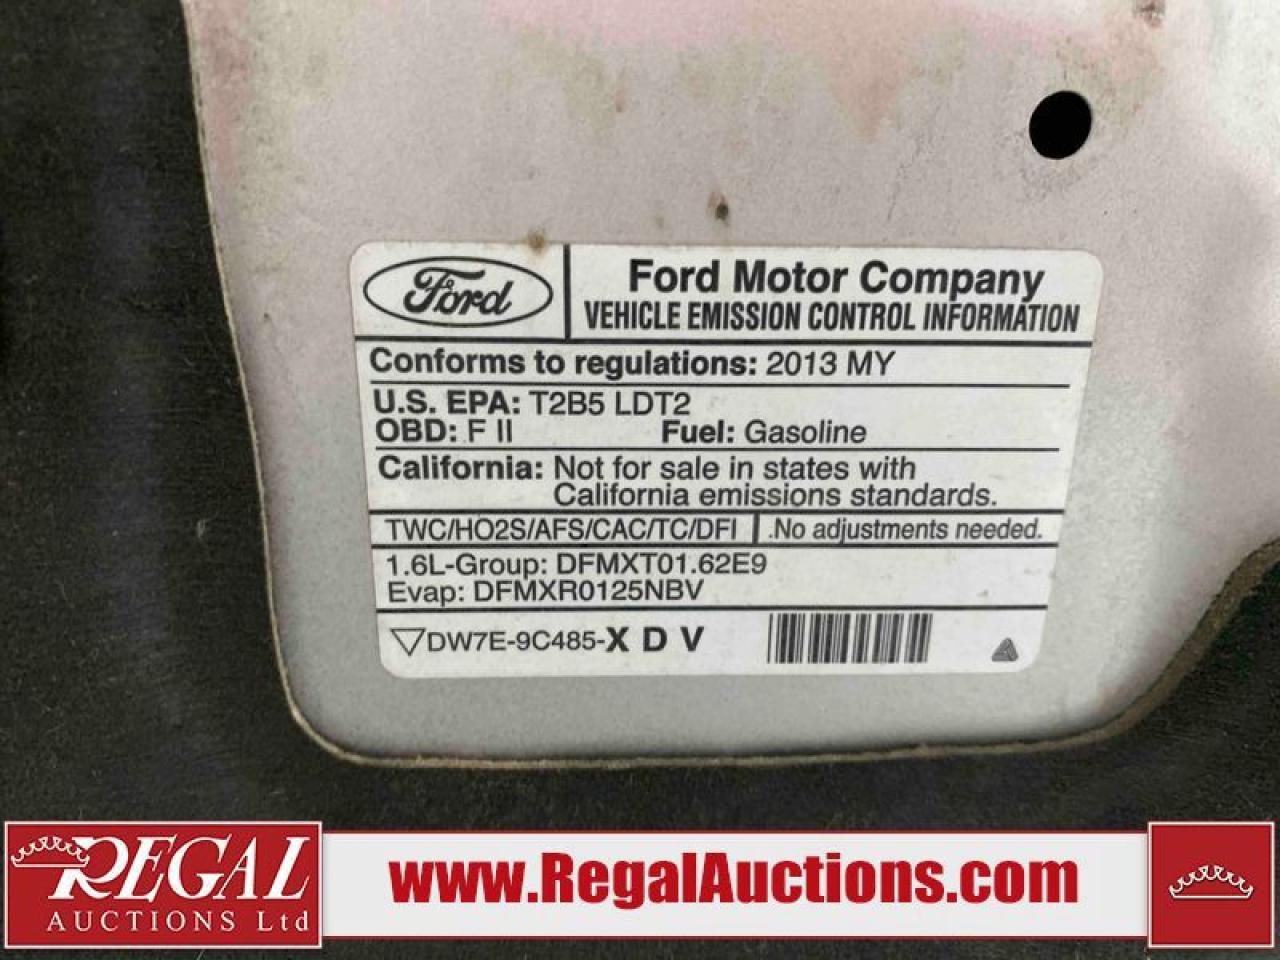 Ford
Ford Motor Company
VEHICLE EMISSION CONTROL INFORMATION
Conforms to regulations: 2013 MY
U.S. EPA: T2B5 LDT2
OBD: F II Fuel: Gasoline
California: Not for sale in states with
California emissions standards.
TWC/HO2S/AFS/CAC/TC/DFI .No adjustments needed.
1.6L-Group: DFMXT01.62E9
Evap: DFMXR0125NBV
DW7E-9C485-X D V
REGAL
AUCTIONS Ltd
www.RegalAuctions.com